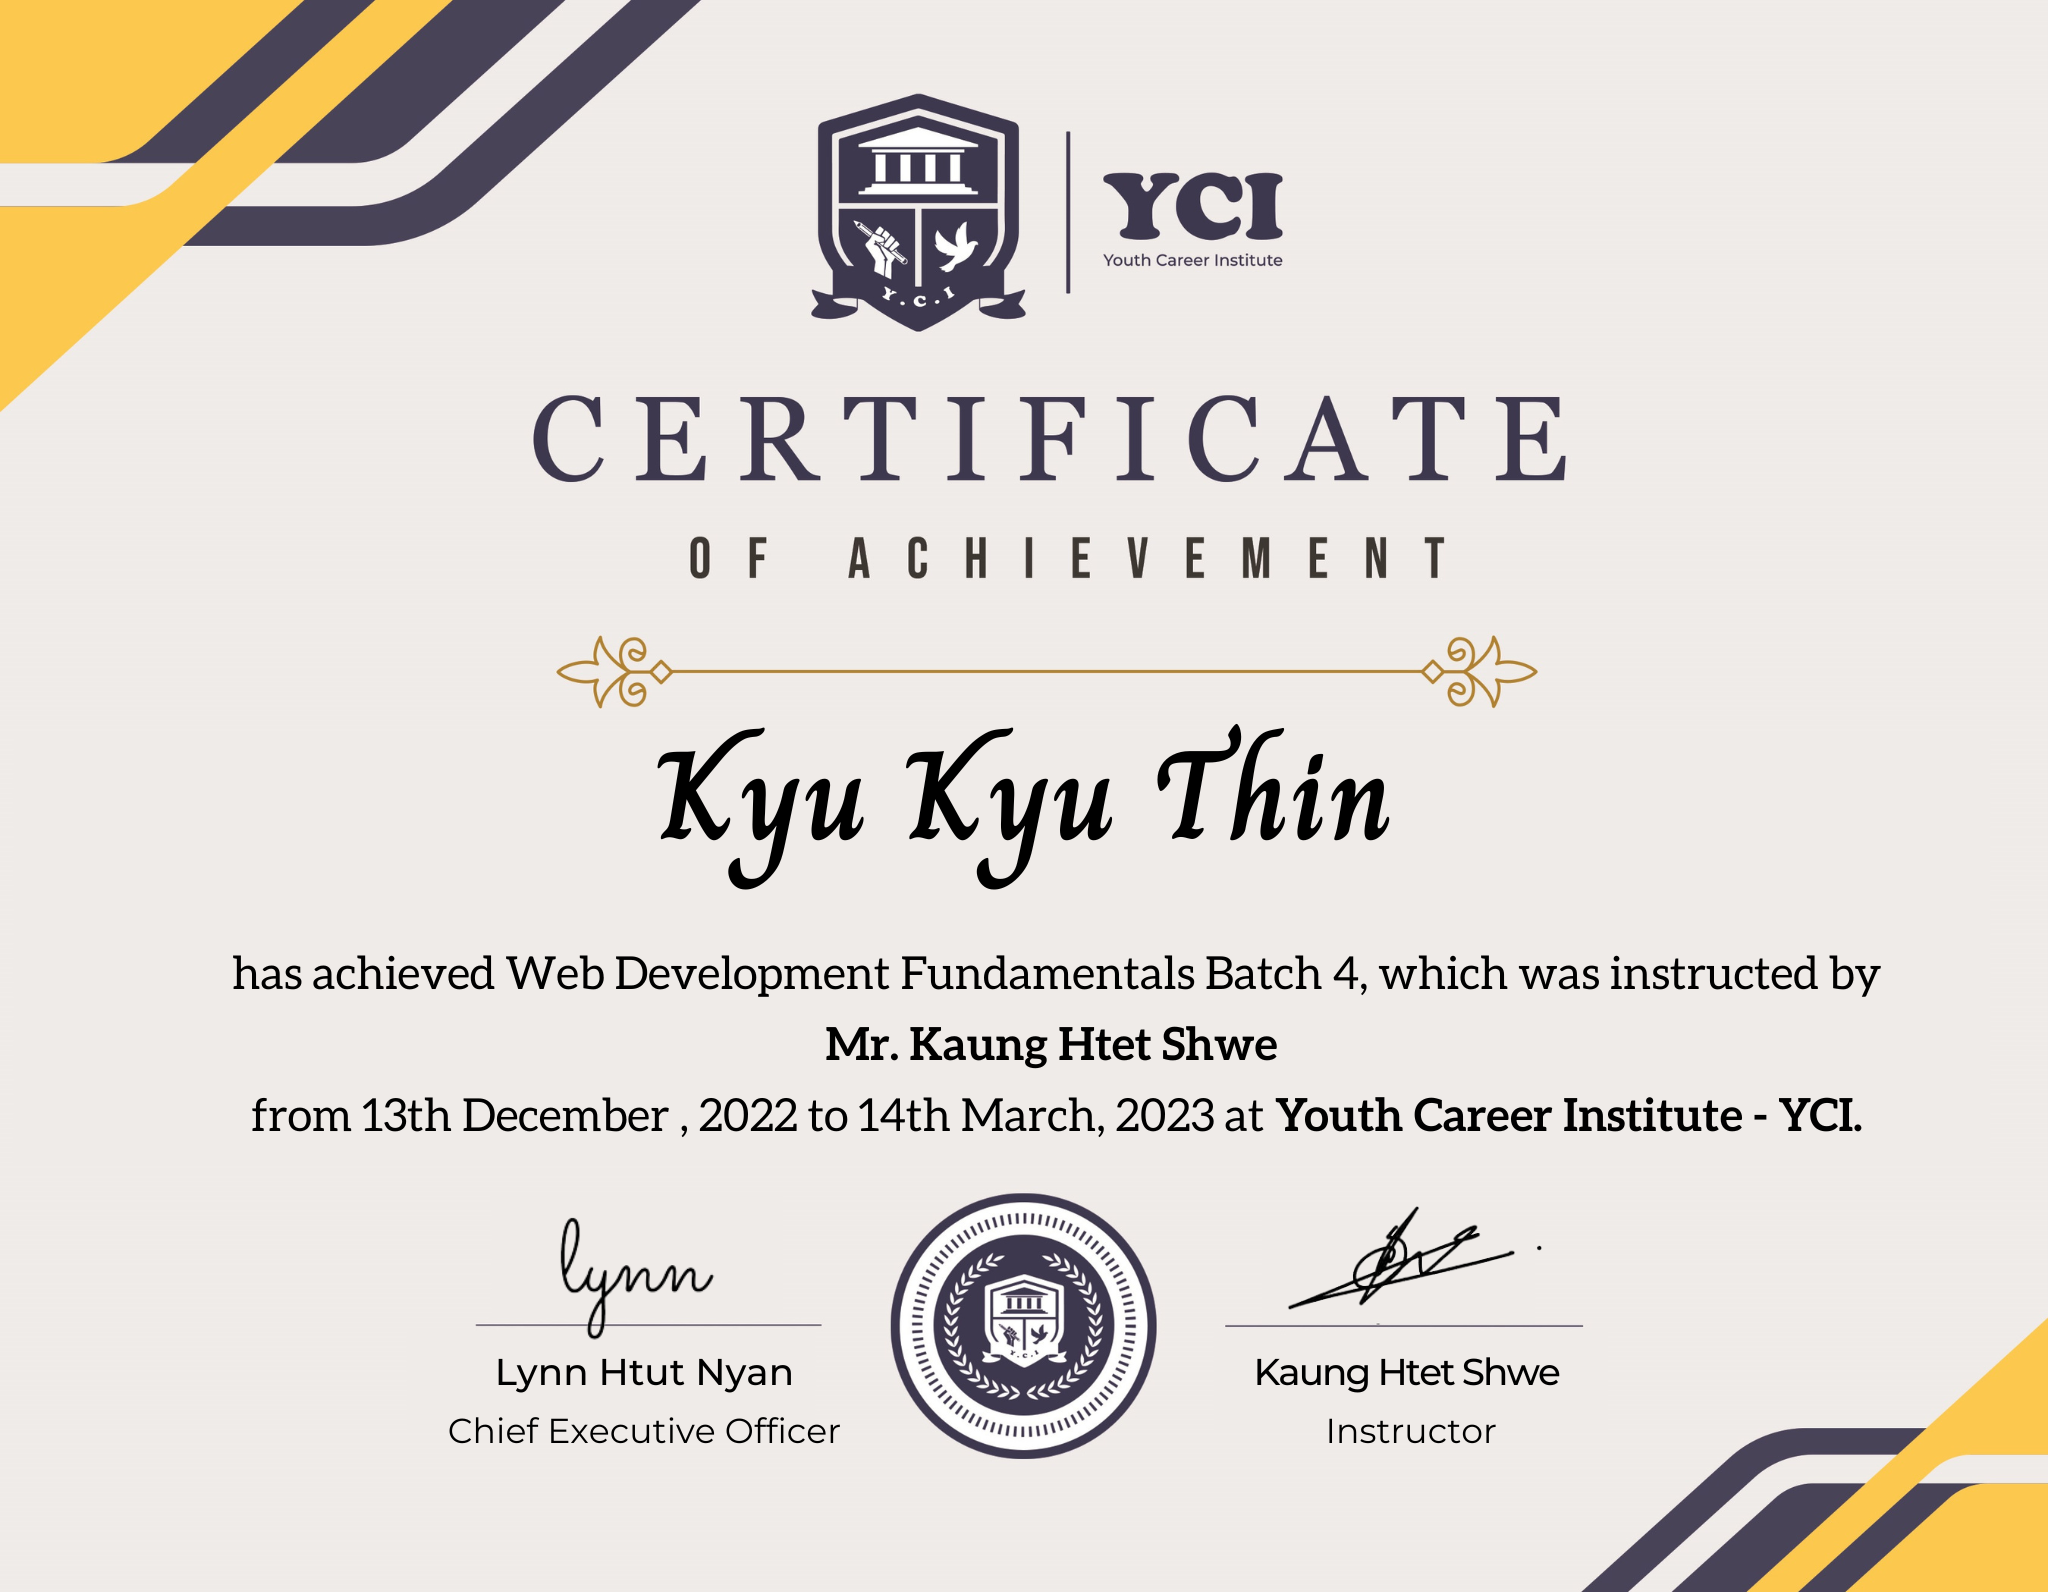 Y.C.I
YCI
Youth Career Institute
CERTIFICATE
OF ACHIEVEMENT
Kyu Kyu Thin
has achieved Web Development Fundamentals Batch 4, which was instructed by
Mr. Kaung Htet Shwe
from 13th December , 2022 to 14th March, 2023 at Youth Career Institute - YCI.
lynn
Lynn Htut Nyan
Chief Executive Officer
Y.C.I
Kaung Htet Shwe
Instructor